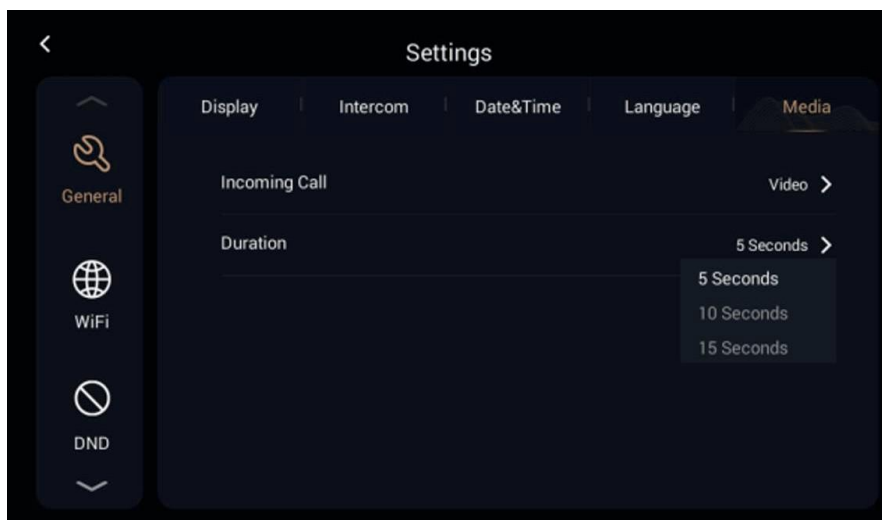 Settings
Display Intercom Date&Time Language Media
General
WiFi
DND
Incoming Call Video
Duration 5 Seconds
5 Seconds
10 Seconds
15 Seconds